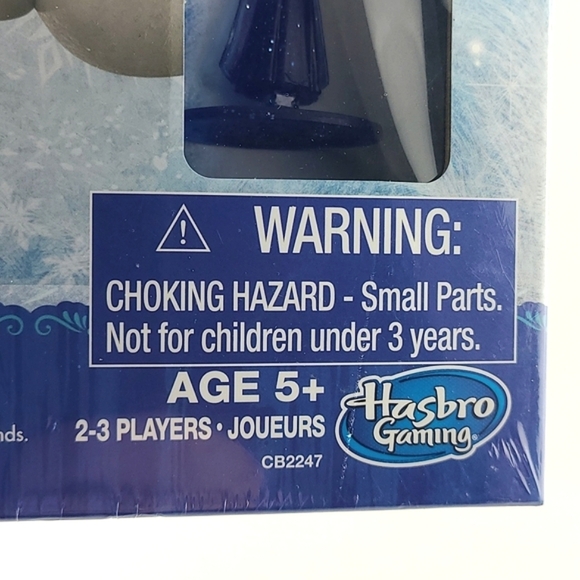 WARNING:
CHOKING HAZARD - Small Parts.
Not for children under 3 years.
AGE 5+
2-3 PLAYERS • JOUEURS
CB2247
Hasbro
Gaming